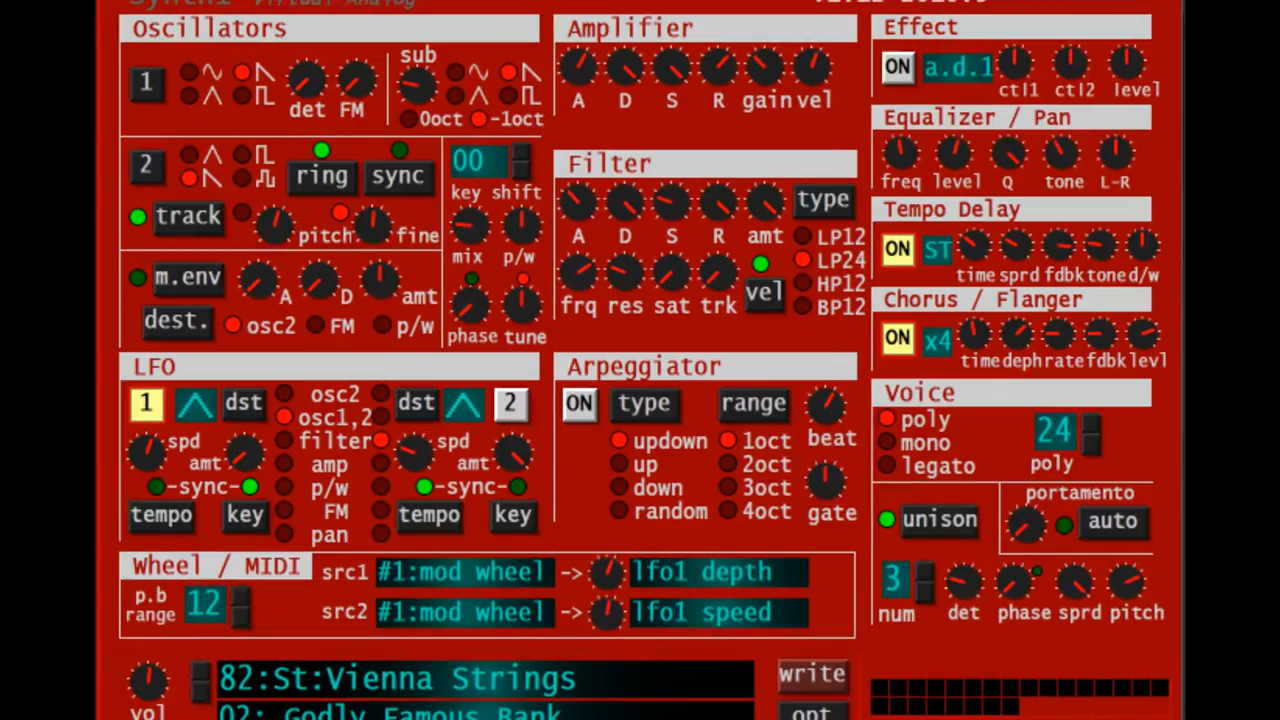 Synth1 Virtual Analog
Oscillators
1
det
FM
sub
0oct
-1oct
2
ring
sync
track
pitch
fine
00
key shift
mix
p/w
m.env
A
D
amt
dest.
osc2
FM
p/w
phase
tune
Amplifier
A D S R gain vel
Filter
type
A D S R amt
LP12
LP24
HP12
BP12
frq res sat trk
vel
Effect
ON
a.d.1
ctl1 ctl2 level
Equalizer / Pan
freq level Q tone L-R
Tempo Delay
ON
ST
time sprd fdbk tone d/w
Chorus / Flanger
ON
x4
time deph rate fdbk levl
LFO
1
dst
osc2
osc1,2
filter
amp
p/w
FM
pan
dst
2
spd
amt
spd
amt
-sync-
-sync-
tempo
key
tempo
key
Arpeggiator
ON
type
range
beat
updown
up
down
random
1oct
2oct
3oct
4oct
gate
Voice
poly
mono
legato
24
poly
unison
portamento
auto
3
num
det
phase
sprd
pitch
Wheel / MIDI
p.b
range
12
src1 #1:mod wheel -> lfo1 depth
src2 #1:mod wheel -> lfo1 speed
vol
82:St:Vienna Strings
02: Godly Famous Bank
write
opt